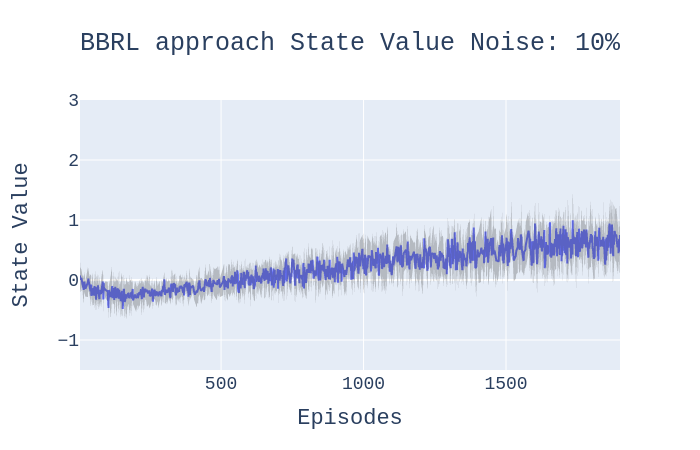 BBRL approach State Value Noise: 10%
State Value
3
2
1
0
−1
500
1000
1500
Episodes